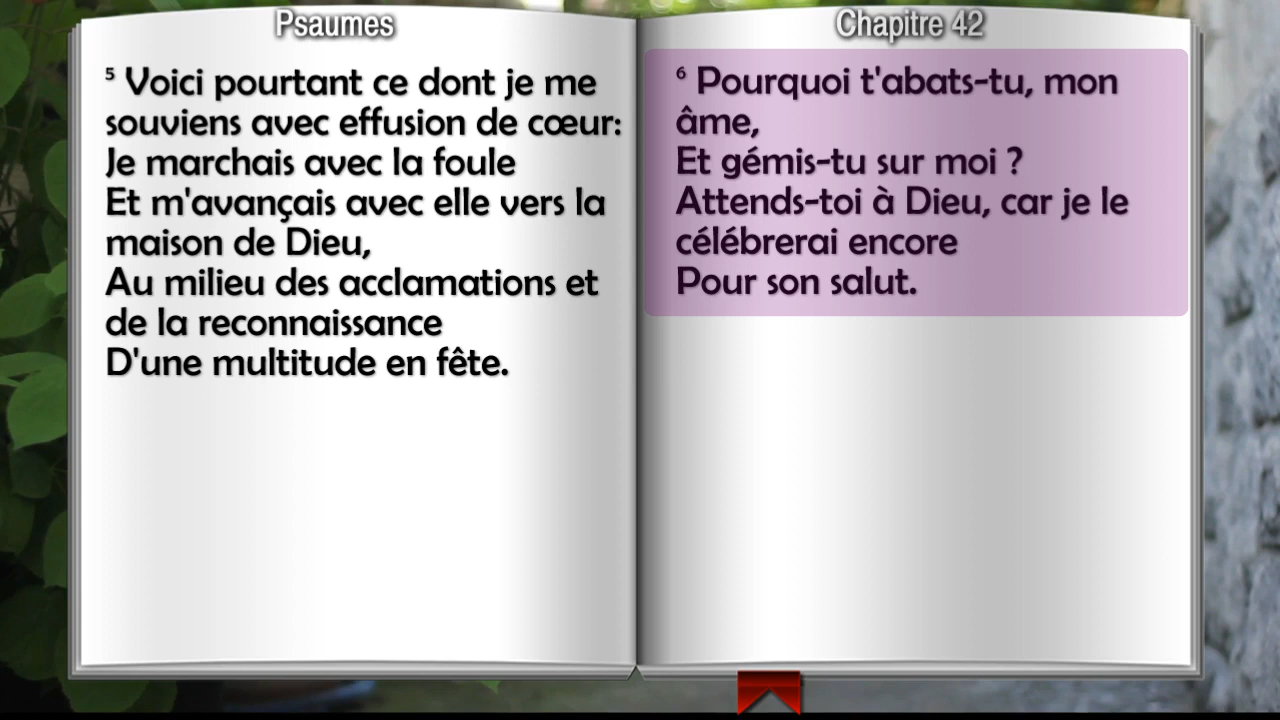 Psaumes
Chapitre 42
5 Voici pourtant ce dont je me
souviens avec effusion de cœur:
Je marchais avec la foule
Et m'avançais avec elle vers la
maison de Dieu,
Au milieu des acclamations et
de la reconnaissance
D'une multitude en fête.
6 Pourquoi t'abats-tu, mon
âme,
Et gémis-tu sur moi ?
Attends-toi à Dieu, car je le
célébrerai encore
Pour son salut.